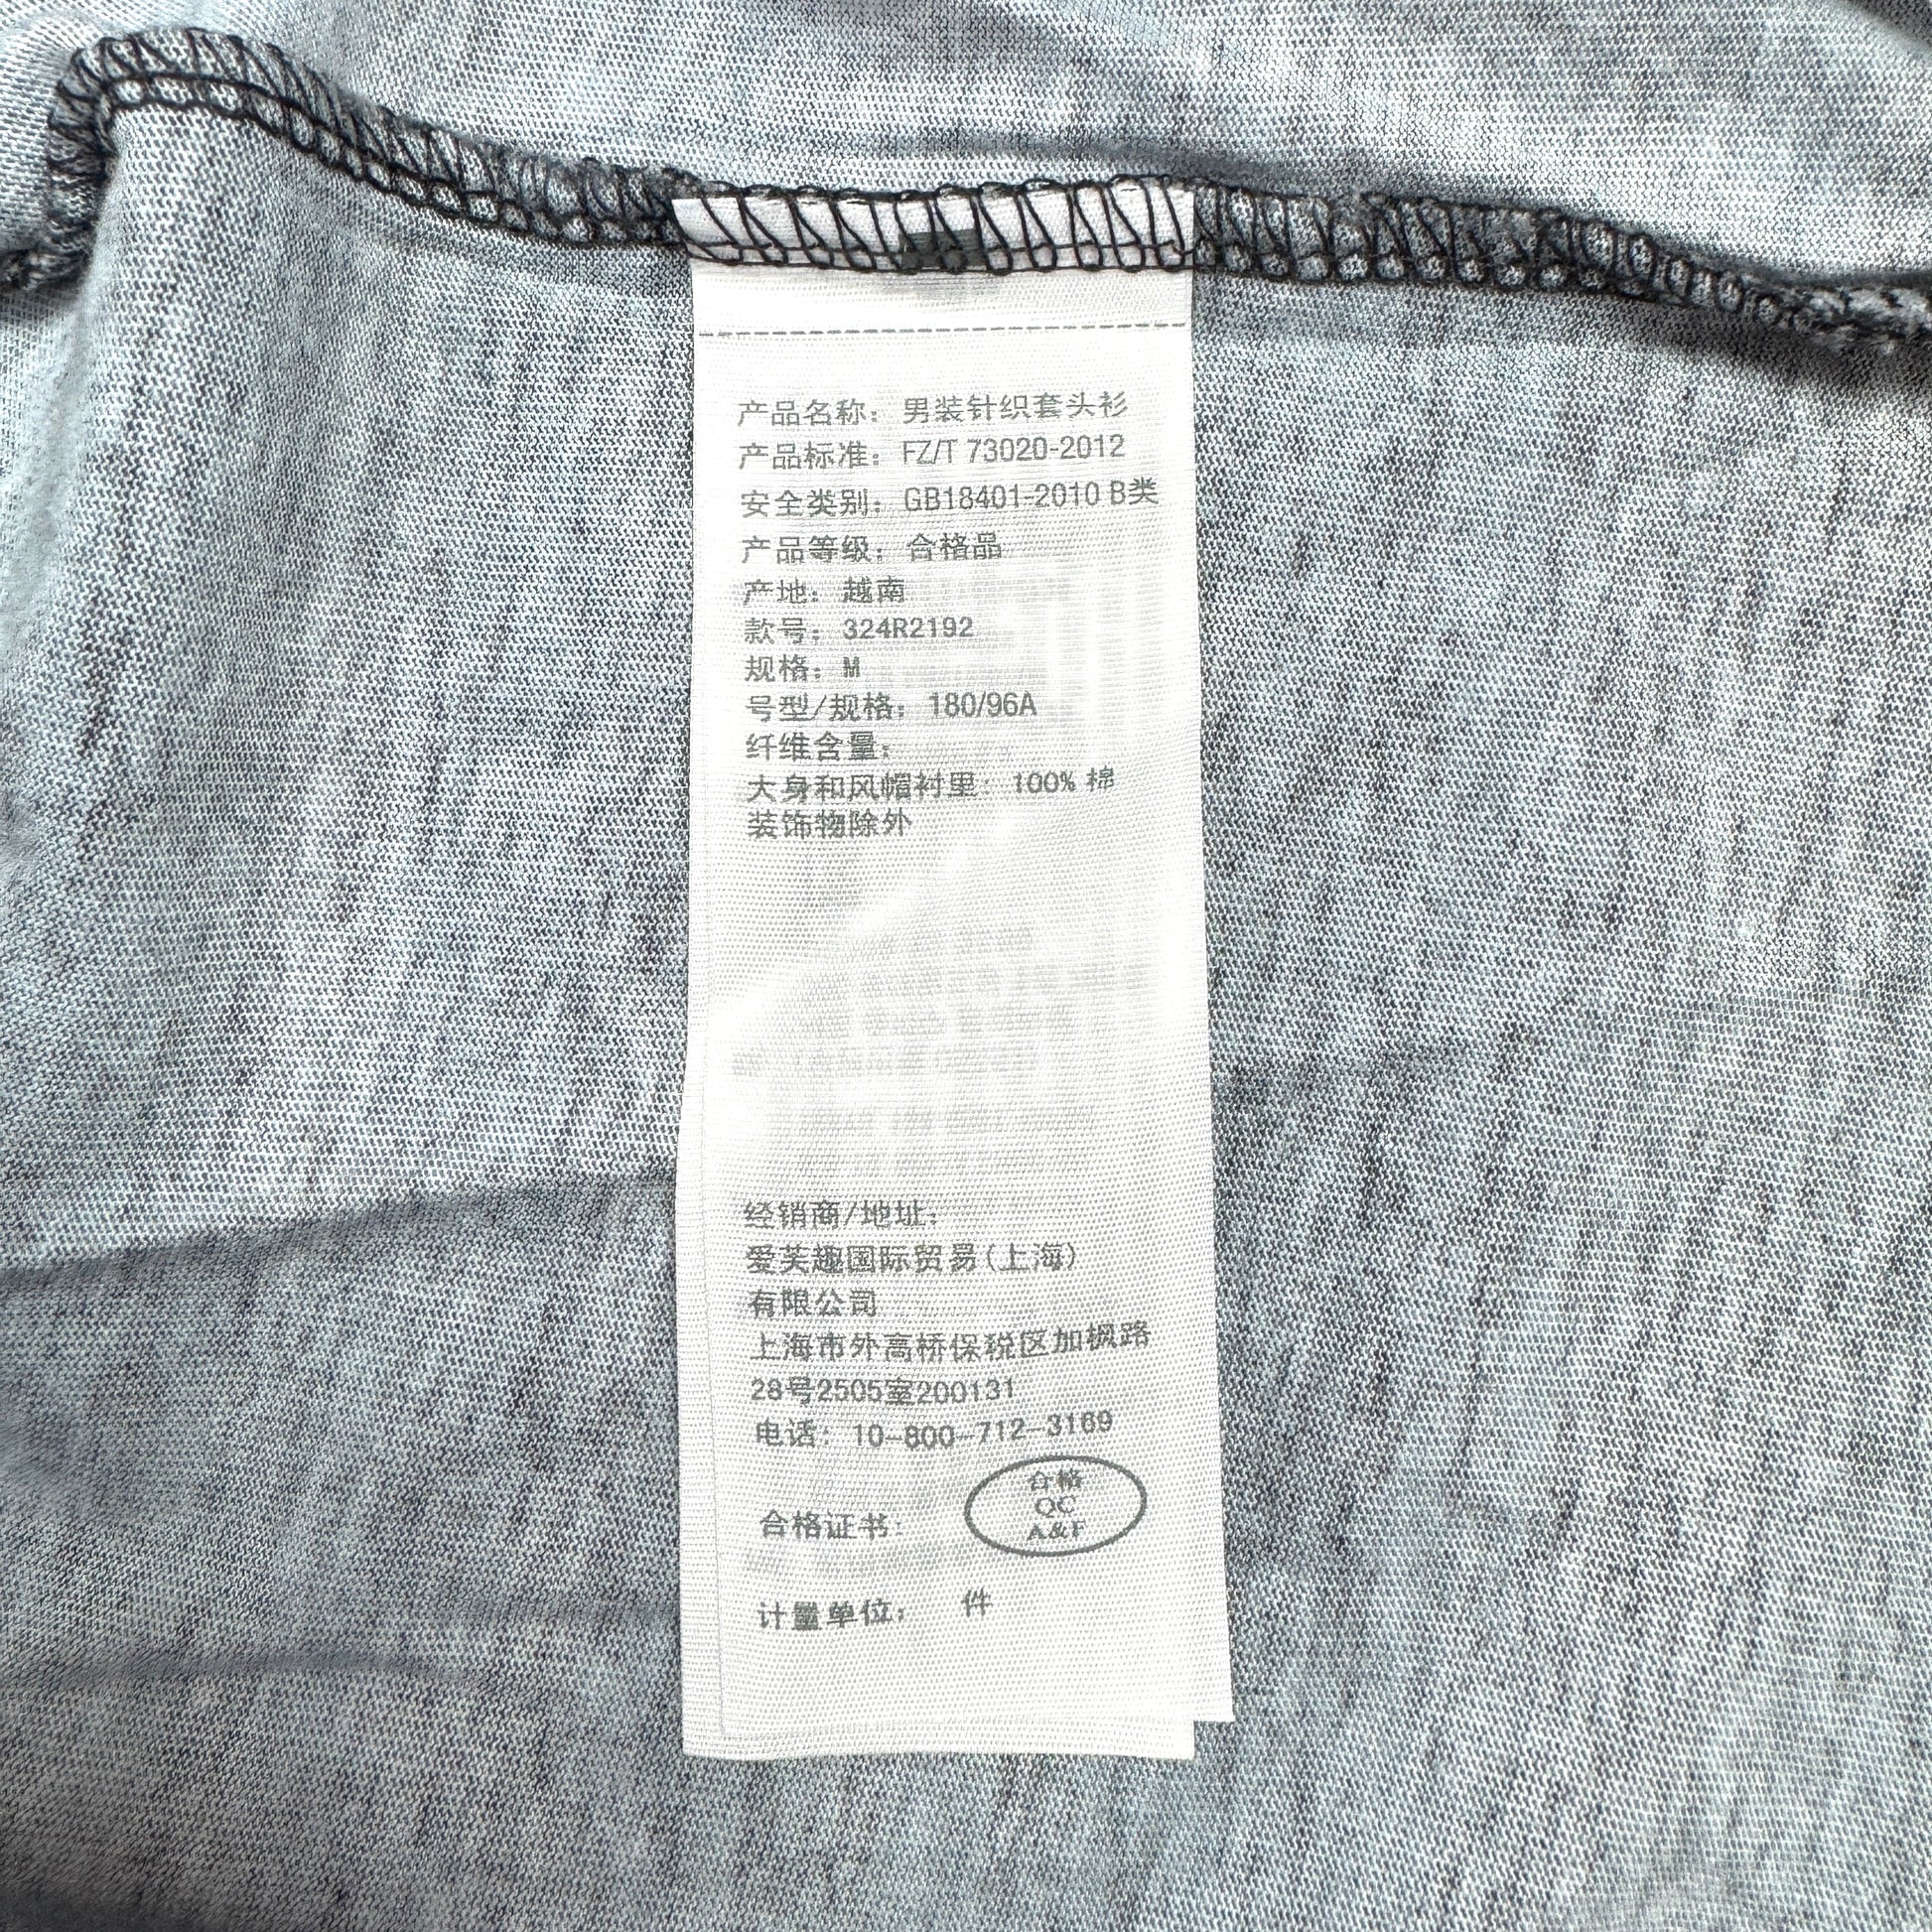 产品名称：男装针织套头衫
产品标准：FZ/T 73020-2012
安全类别：GB18401-2010 B类
产品等级：合格品
产地：越南
款号：324R2192
规格：M
号型/规格：180/96A
纤维含量：
大身和风帽衬里：100% 棉
装饰物除外
经销商/地址：
爱芙趣国际贸易(上海)
有限公司
上海市外高桥保税区加枫路
28号2505室200131
电话：10-800-712-3169
合格
QC
A&F
合格证书：
计量单位： 件